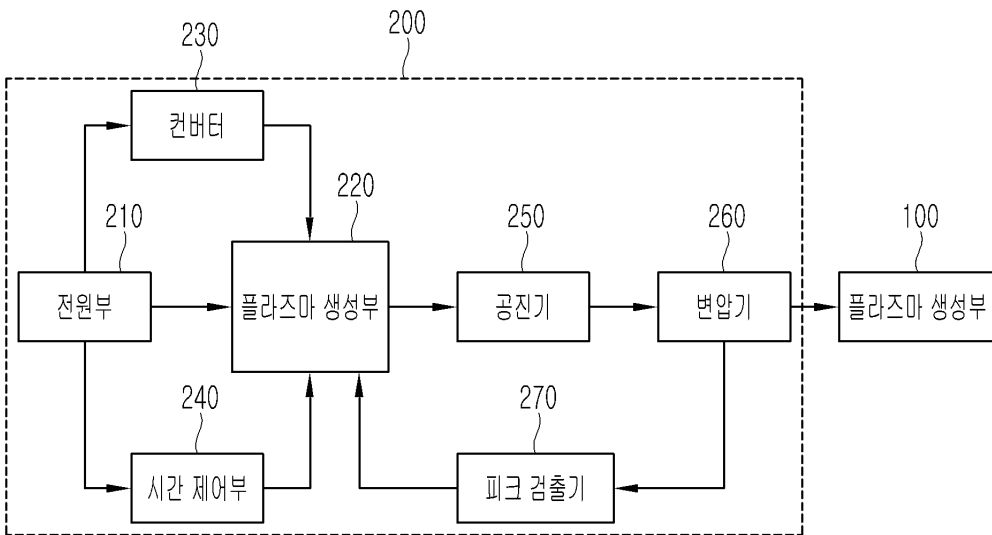 200
230
컨버터
220
210
250
260
100
전원부
플라즈마 생성부
공진기
변압기
플라즈마 생성부
240
270
시간 제어부
피크 검출기